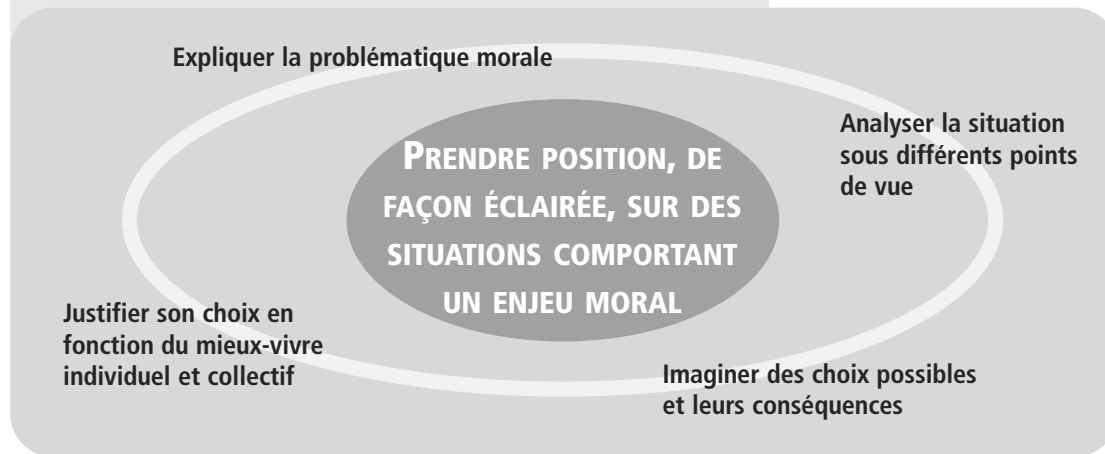 Expliquer la problématique morale
Analyser la situation
sous différents points
de vue
PRENDRE POSITION, DE
FAÇON ÉCLAIRÉE, SUR DES
SITUATIONS COMPORTANT
UN ENJEU MORAL
Justifier son choix en
fonction du mieux-vivre
individuel et collectif
Imaginer des choix possibles
et leurs conséquences